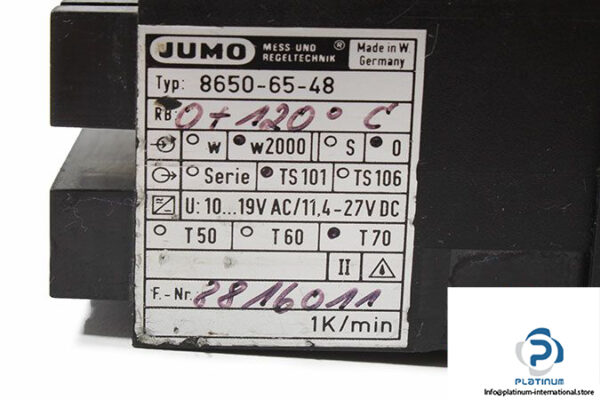 JUMO MESS UND REGELTECHNIK ® Made in W. Germany
Typ: 8650-65-48
RB: 0 + 120° C
w w2000 S 0
Serie TS101 TS106
U: 10...19V AC/11,4-27V DC
T50 T60 T70
II
F.-Nr. 8816011
1K/min
PLATINUM
info@platinum-international.store